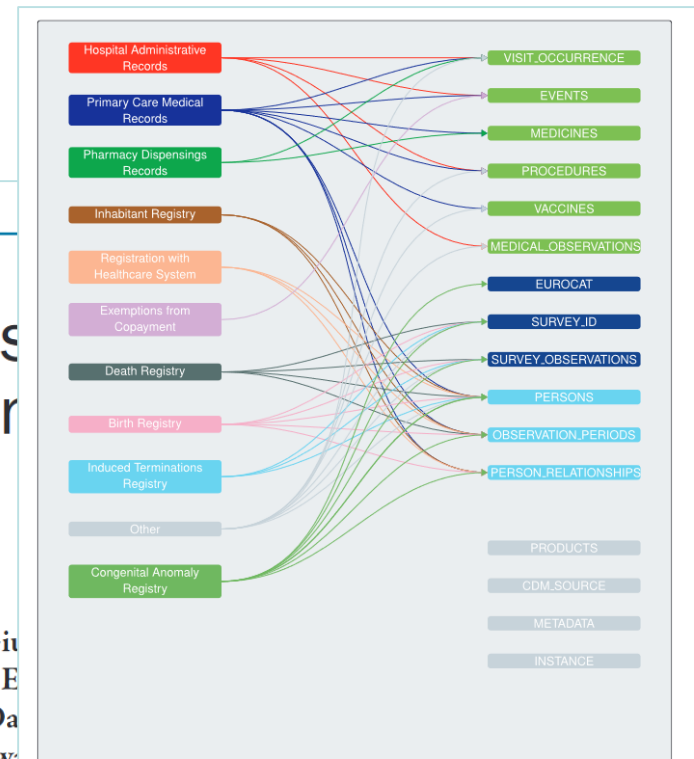 Hospital Administrative
Records
Primary Care Medical
Records
Pharmacy Dispensings
Records
Inhabitant Registry
Registration with
Healthcare System
Exemptions from
Copayment
Death Registry
Birth Registry
Induced Terminations
Registry
Other
Congenital Anomaly
Registry
VISIT_OCCURRENCE
EVENTS
MEDICINES
PROCEDURES
VACCINES
MEDICAL_OBSERVATIONS
EUROCAT
SURVEY_ID
SURVEY_OBSERVATIONS
PERSONS
OBSERVATION_PERIODS
PERSON_RELATIONSHIPS
PRODUCTS
CDM_SOURCE
METADATA
INSTANCE